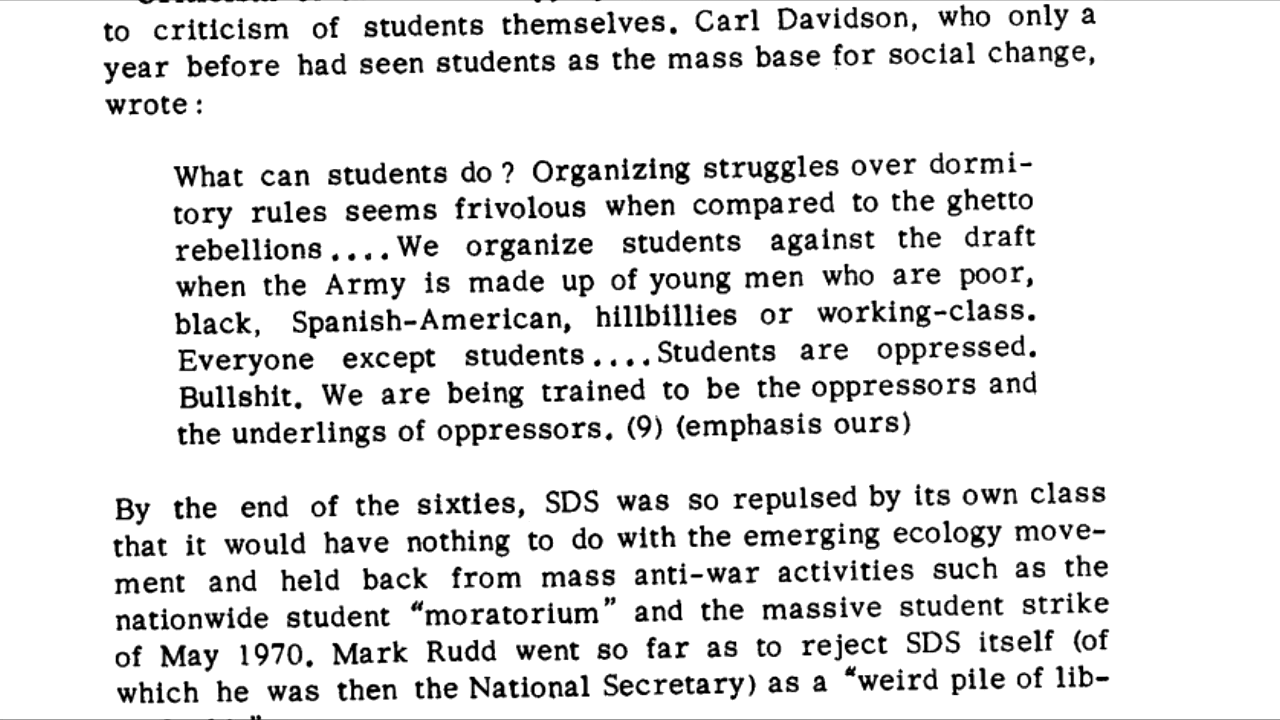 to criticism of students themselves. Carl Davidson, who only a
year before had seen students as the mass base for social change,
wrote:
What can students do? Organizing struggles over dormi-
tory rules seems frivolous when compared to the ghetto
rebellions....We organize students against the draft
when the Army is made up of young men who are poor,
black, Spanish-American, hillbillies or working-class.
Everyone except students....Students are oppressed.
Bullshit. We are being trained to be the oppressors and
the underlings of oppressors. (9) (emphasis ours)
By the end of the sixties, SDS was so repulsed by its own class
that it would have nothing to do with the emerging ecology move-
ment and held back from mass anti-war activities such as the
nationwide student “moratorium” and the massive student strike
of May 1970. Mark Rudd went so far as to reject SDS itself (of
which he was then the National Secretary) as a “weird pile of lib-